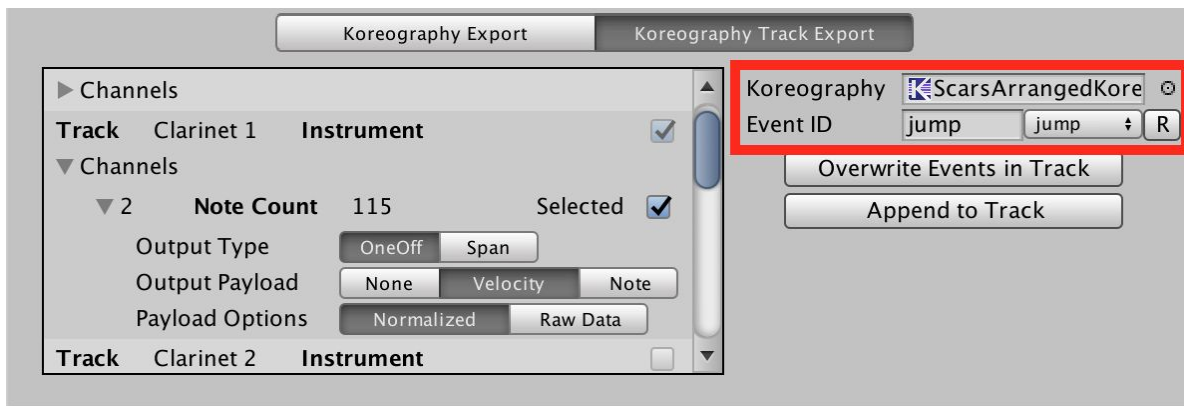 Koreography Export Koreography Track Export
Channels
Track Clarinet 1 Instrument
Channels
2 Note Count 115 Selected
Output Type OneOff Span
Output Payload None Velocity Note
Payload Options Normalized Raw Data
Track Clarinet 2 Instrument
Koreography ScarsArrangedKore
Event ID jump jump R
Overwrite Events in Track
Append to Track